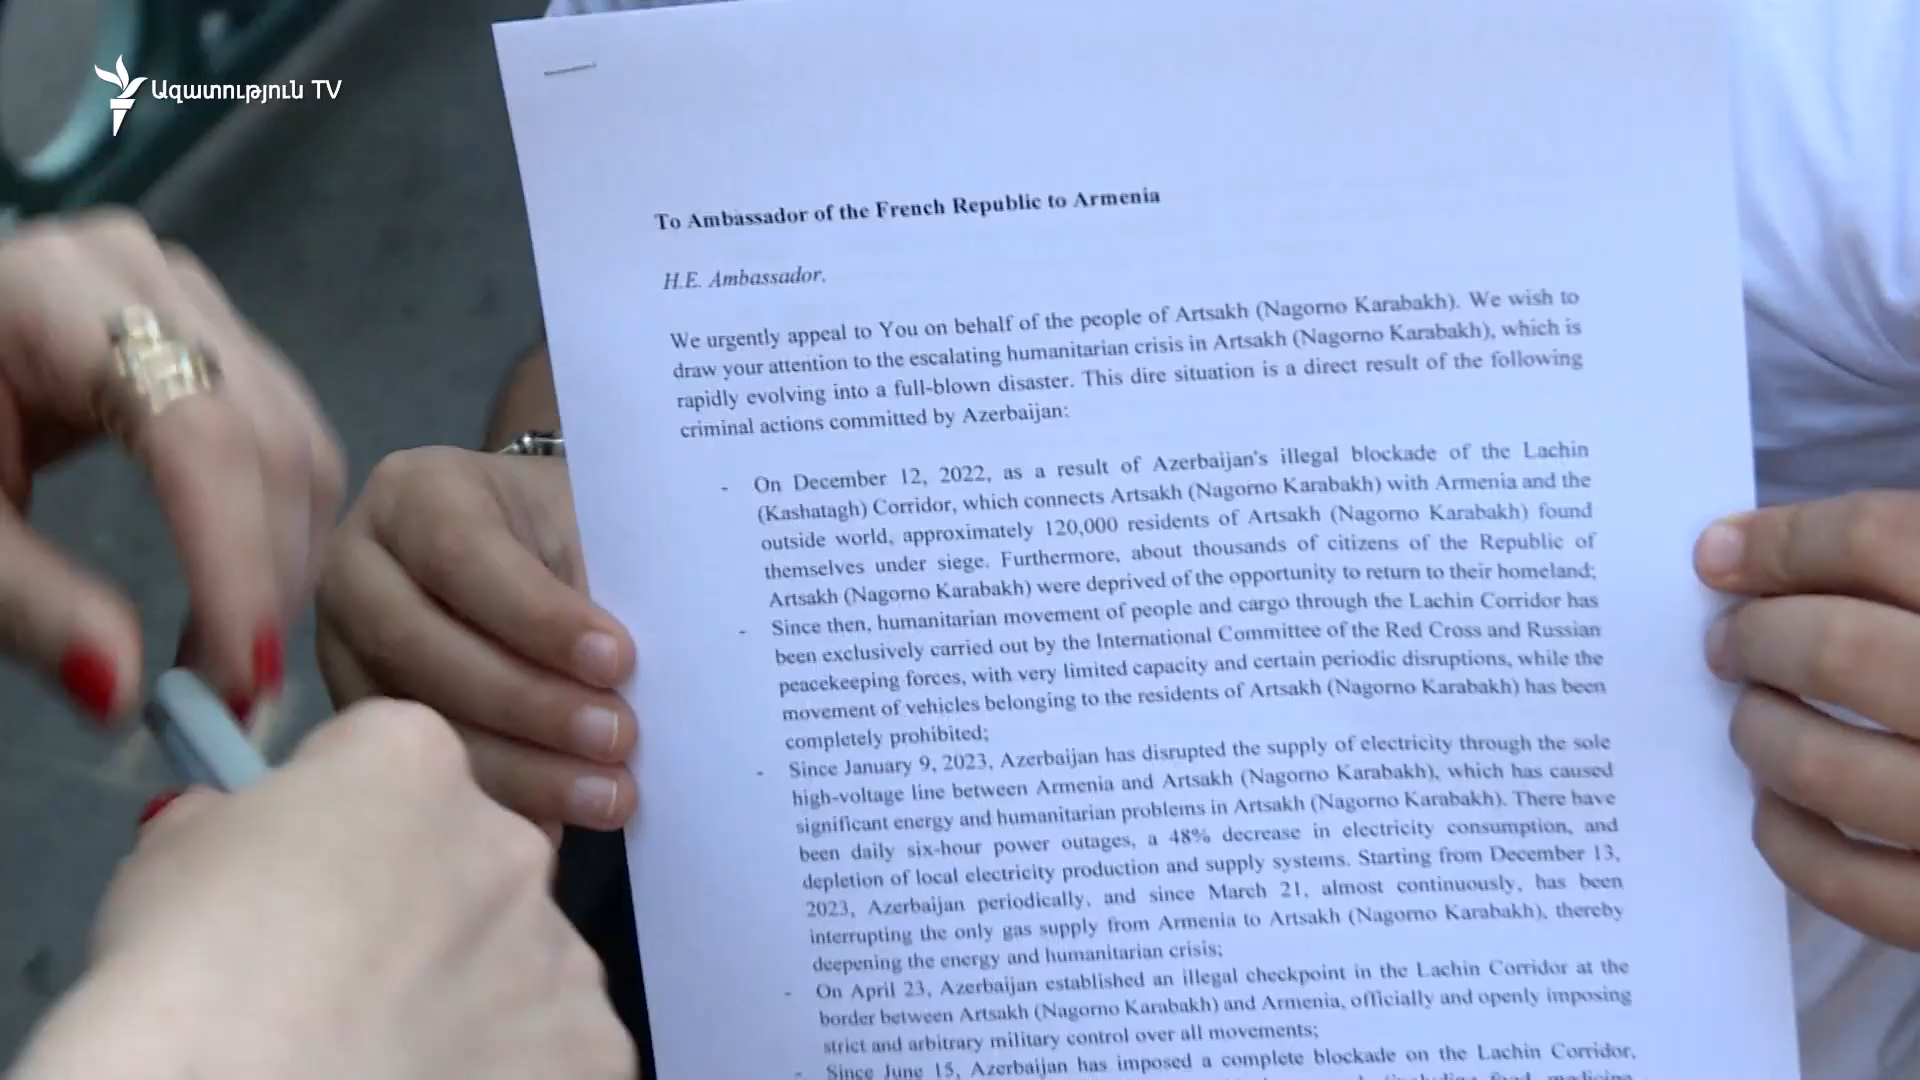 Ազատություն TV
To Ambassador of the French Republic to Armenia
H.E. Ambassador,
We urgently appeal to You on behalf of the people of Artsakh (Nagorno Karabakh). We wish to
draw your attention to the escalating humanitarian crisis in Artsakh (Nagorno Karabakh), which is
rapidly evolving into a full-blown disaster. This dire situation is a direct result of the following
criminal actions committed by Azerbaijan:
- On December 12, 2022, as a result of Azerbaijan's illegal blockade of the Lachin
(Kashatagh) Corridor, which connects Artsakh (Nagorno Karabakh) with Armenia and the
outside world, approximately 120,000 residents of Artsakh (Nagorno Karabakh) found
themselves under siege. Furthermore, about thousands of citizens of the Republic of
Artsakh (Nagorno Karabakh) were deprived of the opportunity to return to their homeland;
- Since then, humanitarian movement of people and cargo through the Lachin Corridor has
been exclusively carried out by the International Committee of the Red Cross and Russian
peacekeeping forces, with very limited capacity and certain periodic disruptions, while the
movement of vehicles belonging to the residents of Artsakh (Nagorno Karabakh) has been
completely prohibited;
- Since January 9, 2023, Azerbaijan has disrupted the supply of electricity through the sole
high-voltage line between Armenia and Artsakh (Nagorno Karabakh), which has caused
significant energy and humanitarian problems in Artsakh (Nagorno Karabakh). There have
been daily six-hour power outages, a 48% decrease in electricity consumption, and
depletion of local electricity production and supply systems. Starting from December 13,
2023, Azerbaijan periodically, and since March 21, almost continuously, has been
interrupting the only gas supply from Armenia to Artsakh (Nagorno Karabakh), thereby
deepening the energy and humanitarian crisis;
- On April 23, Azerbaijan established an illegal checkpoint in the Lachin Corridor at the
border between Artsakh (Nagorno Karabakh) and Armenia, officially and openly imposing
strict and arbitrary military control over all movements;
- Since June 15, Azerbaijan has imposed a complete blockade on the Lachin Corridor,